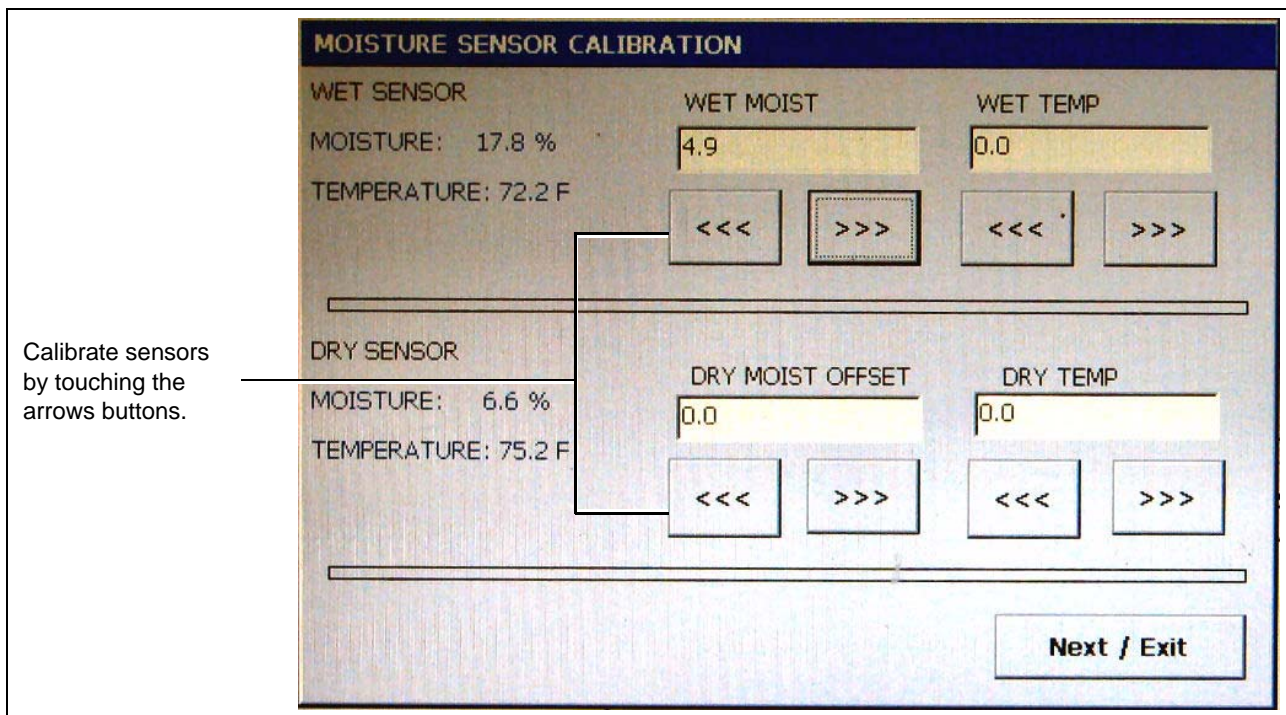 MOISTURE SENSOR CALIBRATION
WET SENSOR
MOISTURE: 17.8 %
TEMPERATURE: 72.2 F
WET MOIST
4.9
<<< >>>
WET TEMP
0.0
<<< >>>
Calibrate sensors
by touching the
arrows buttons.
DRY SENSOR
MOISTURE: 6.6 %
TEMPERATURE: 75.2 F
DRY MOIST OFFSET
0.0
<<< >>>
DRY TEMP
0.0
<<< >>>
Next / Exit